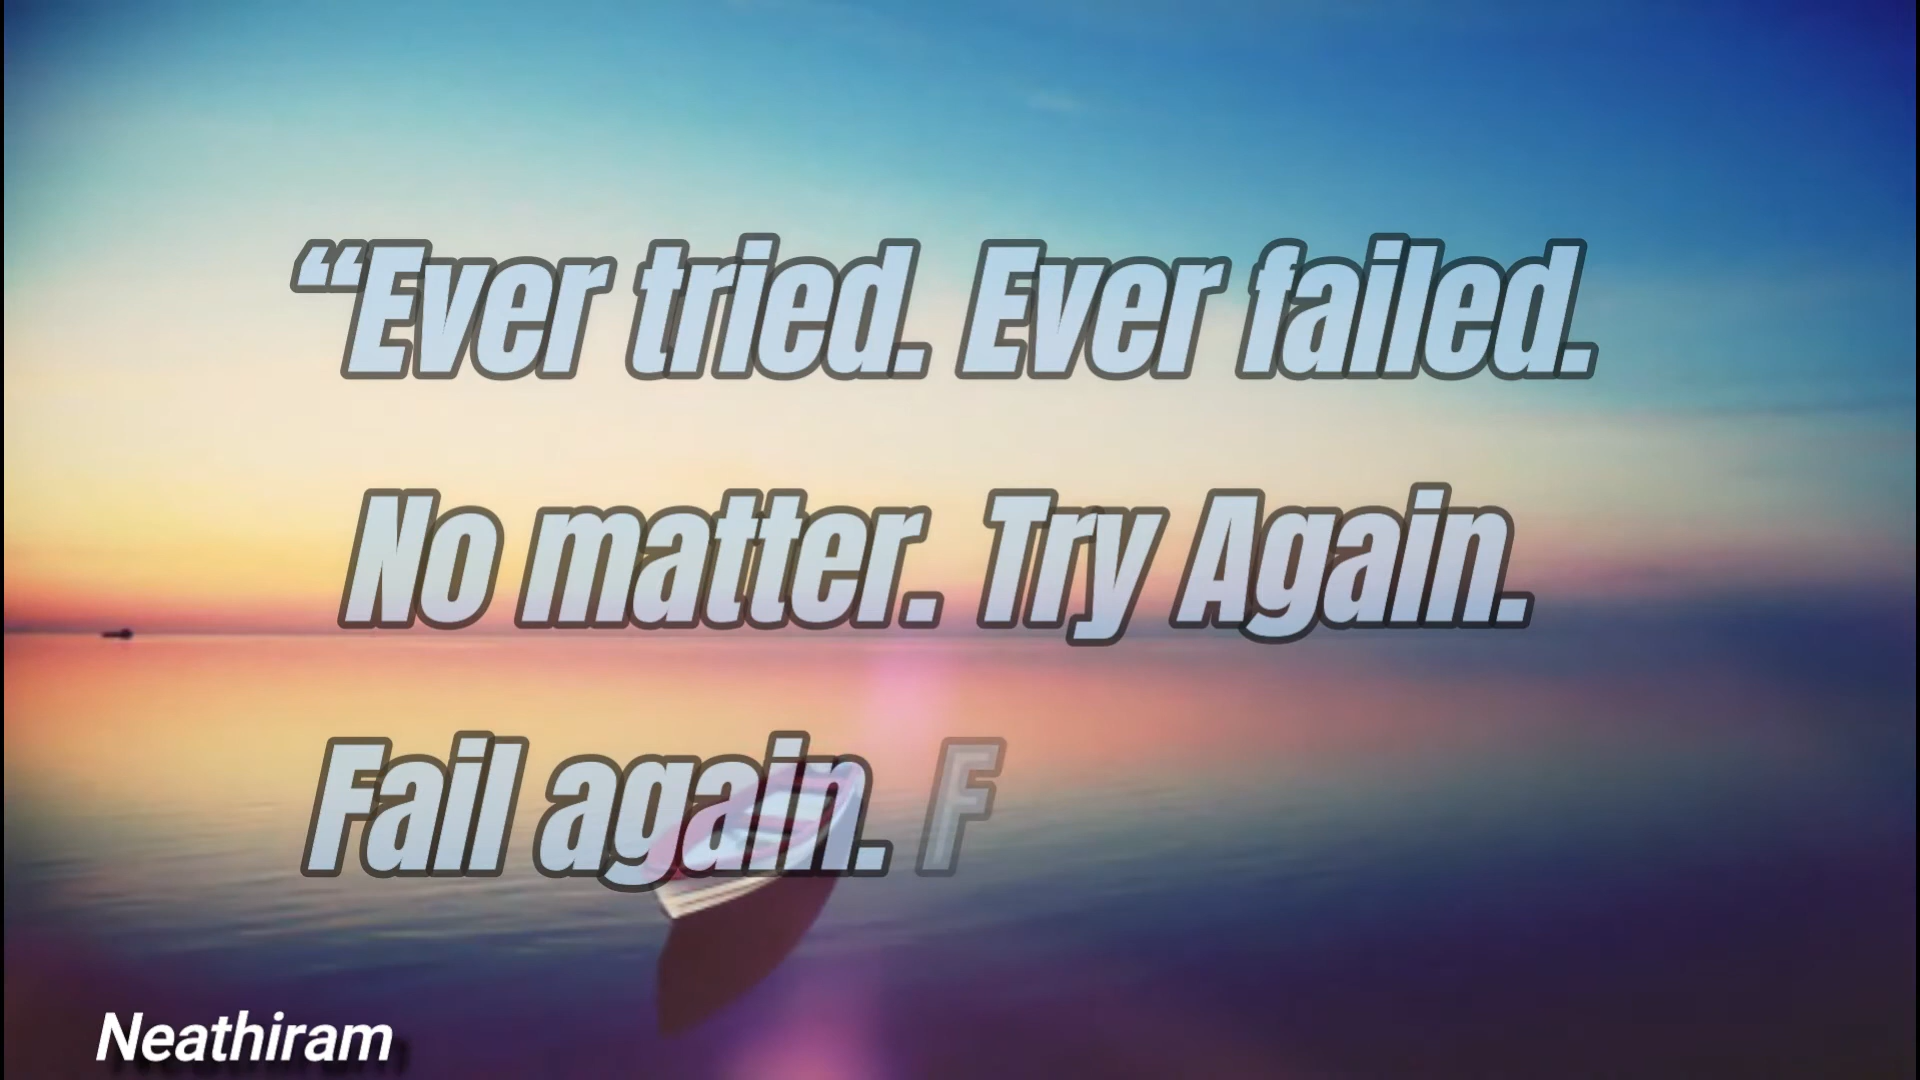 “Ever tried. Ever failed.
No matter. Try Again.
Fail again. F
Neathiram